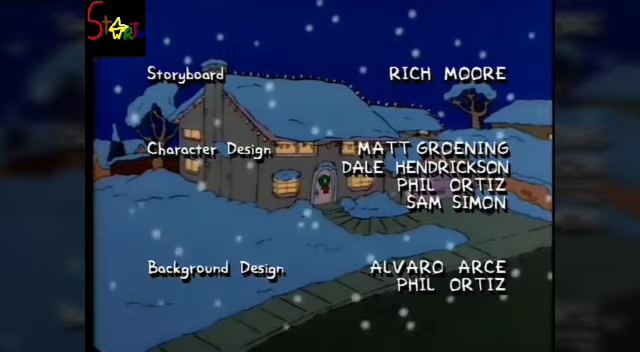 Storyboard RICH MOORE
Character Design MATT GROENING
DALE HENDRICKSON
PHIL ORTIZ
SAM SIMON
Background Design ALVARO ARCE
PHIL ORTIZ